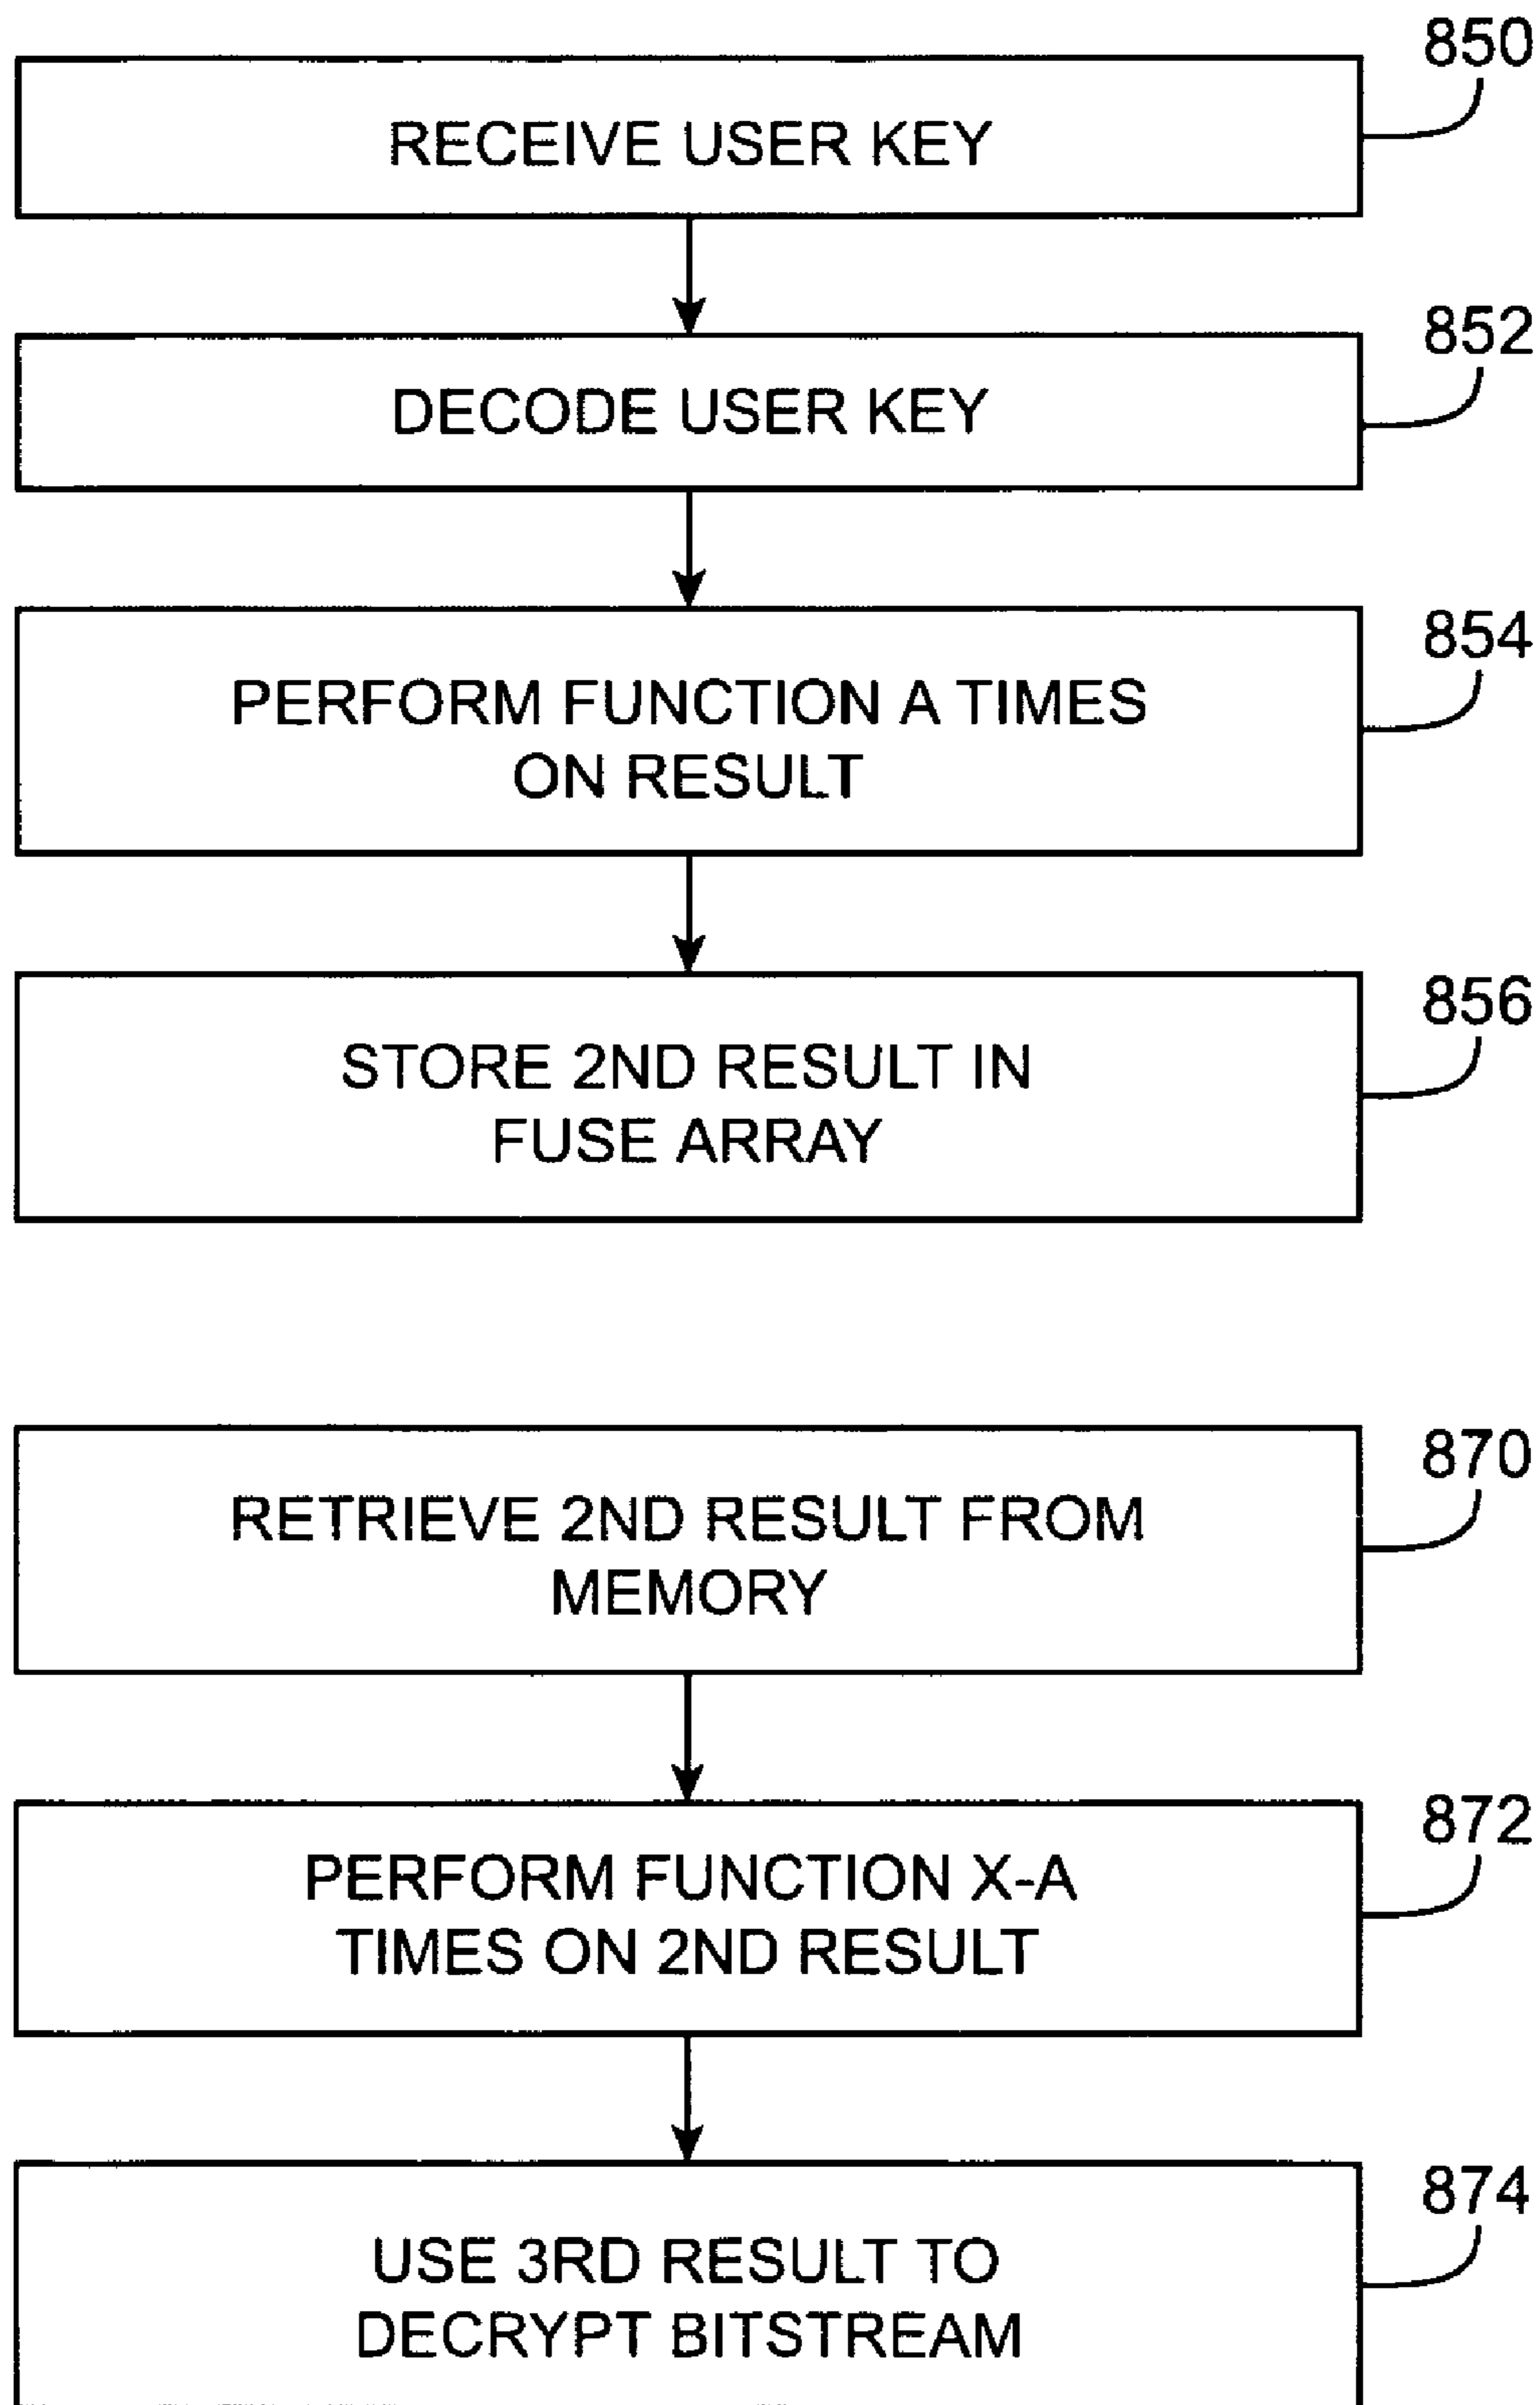 850
RECEIVE USER KEY
852
DECODE USER KEY
854
PERFORM FUNCTION A TIMES
ON RESULT
856
STORE 2ND RESULT IN
FUSE ARRAY
870
RETRIEVE 2ND RESULT FROM
MEMORY
872
PERFORM FUNCTION X-A
TIMES ON 2ND RESULT
874
USE 3RD RESULT TO
DECRYPT BITSTREAM